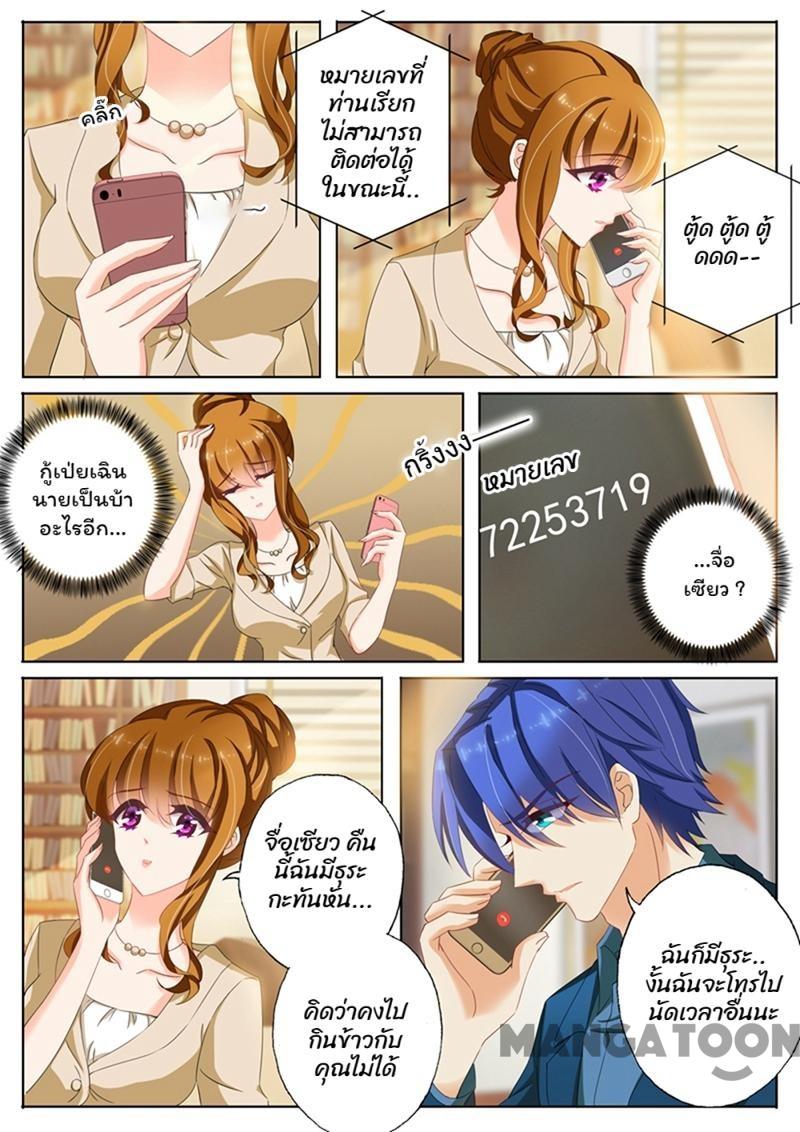 คลิ๊ก
หมายเลขที่
ท่านเรียก
ไม่สามารถ
ติดต่อได้
ในขณะนี้..
ตู้ด ตู้ด ตู้
ดดด--
กู้เป่ยเฉิน
นายเป็นบ้า
อะไรอีก...
กริ้งงง
หมายเลข
72253719
...จื่อ
เซียว ?
จื่อเซียว คืน
นี้ฉันมีธุระ
กะทันหัน...
คิดว่าคงไป
กินข้าวกับ
คุณไม่ได้
ฉันก็มีธุระ..
งั้นฉันจะโทรไป
นัดเวลาอื่นนะ
MANGATOON